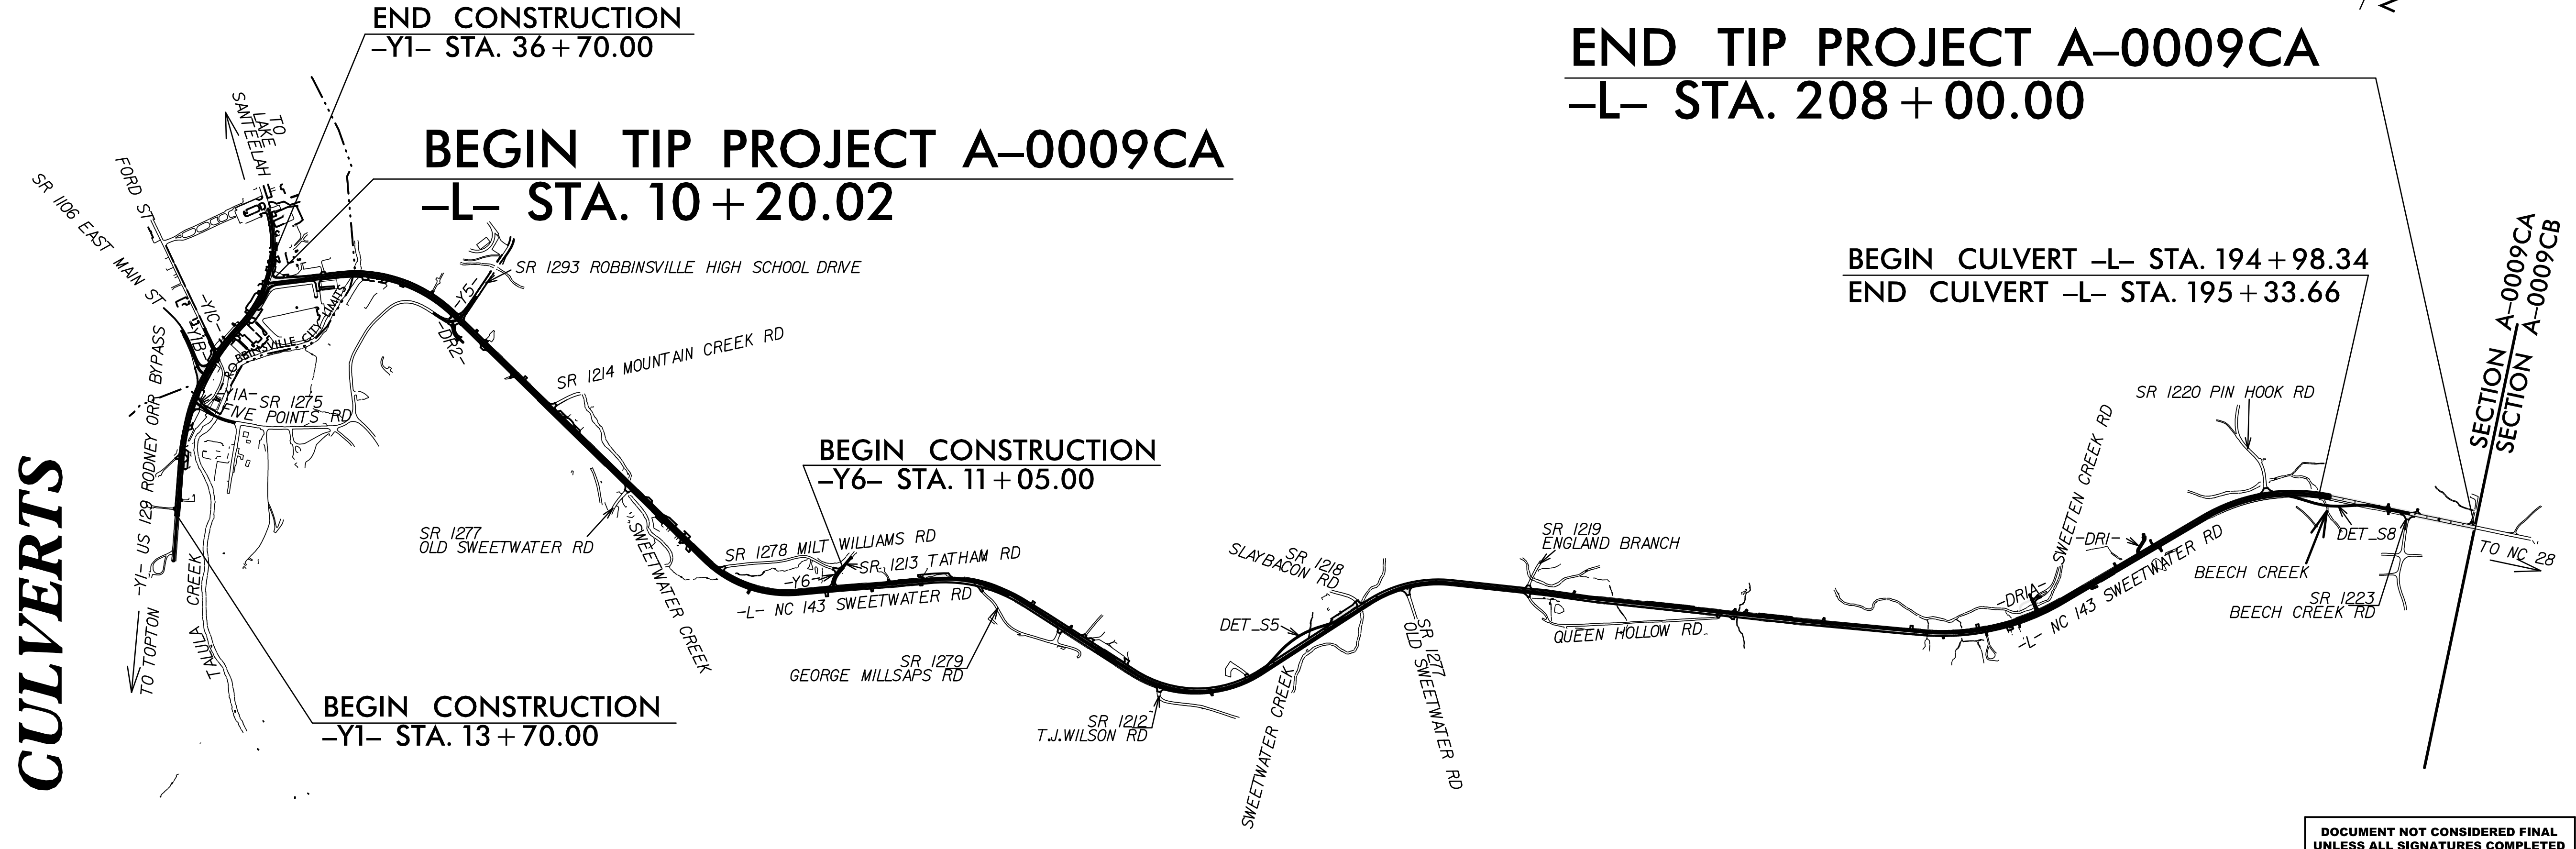 END CONSTRUCTION
–Y1– STA. 36+70.00
BEGIN TIP PROJECT A–0009CA
–L– STA. 10+20.02
END TIP PROJECT A–0009CA
–L– STA. 208+00.00
BEGIN CULVERT –L– STA. 194+98.34
END CULVERT –L– STA. 195+33.66
SECTION A–0009CA
SECTION A–0009CB
TO
LAKE
SANTEELAH
FORD ST
SR 1106 EAST MAIN ST
-Y1C-
-Y1B-
-L-
ROBBINSVILLE CITY LIMITS
-Y1A-
SR 1275
FIVE POINTS RD
-Y5-
SR 1293 ROBBINSVILLE HIGH SCHOOL DRIVE
-DR2-
SR 1214 MOUNTAIN CREEK RD
TO TOPTON -Y1- US 129 RODNEY ORR BYPASS
TALULA CREEK
CULVERTS
BEGIN CONSTRUCTION
–Y1– STA. 13+70.00
SR 1277
OLD SWEETWATER RD
SWEETWATER CREEK
BEGIN CONSTRUCTION
–Y6– STA. 11+05.00
SR 1278 MILT WILLIAMS RD
-Y6-
SR 1213 TATHAM RD
-L- NC 143 SWEETWATER RD
SR 1279
GEORGE MILLSAPS RD
SR 1212
T.J.WILSON RD
SR 1218
SLAYBACON RD
DET_S5
SWEETWATER CREEK
SR 1277
OLD SWEETWATER RD
SR 1219
ENGLAND BRANCH
QUEEN HOLLOW RD.
-DR1A-
SWEETEN CREEK RD
-DR1-
-L- NC 143 SWEETWATER RD
SR 1220 PIN HOOK RD
BEECH CREEK
DET_S8
SR 1223
BEECH CREEK RD
TO NC 28
DOCUMENT NOT CONSIDERED FINAL
UNLESS ALL SIGNATURES COMPLETED